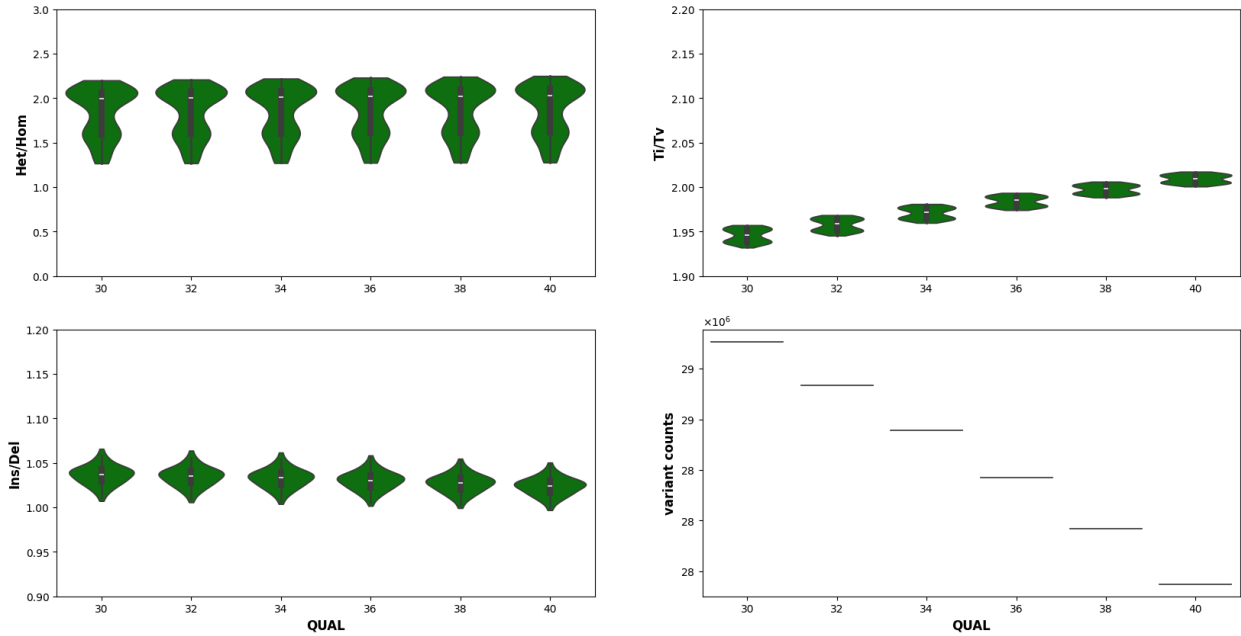 3.0
2.5
2.0
1.5
1.0
0.5
0.0
Het/Hom
30 32 34 36 38 40
2.20
2.15
2.10
2.05
2.00
1.95
1.90
Ti/Tv
30 32 34 36 38 40
1.20
1.15
1.10
1.05
1.00
0.95
0.90
Ins/Del
30 32 34 36 38 40
QUAL
×10⁶
29
29
28
28
28
variant counts
30 32 34 36 38 40
QUAL